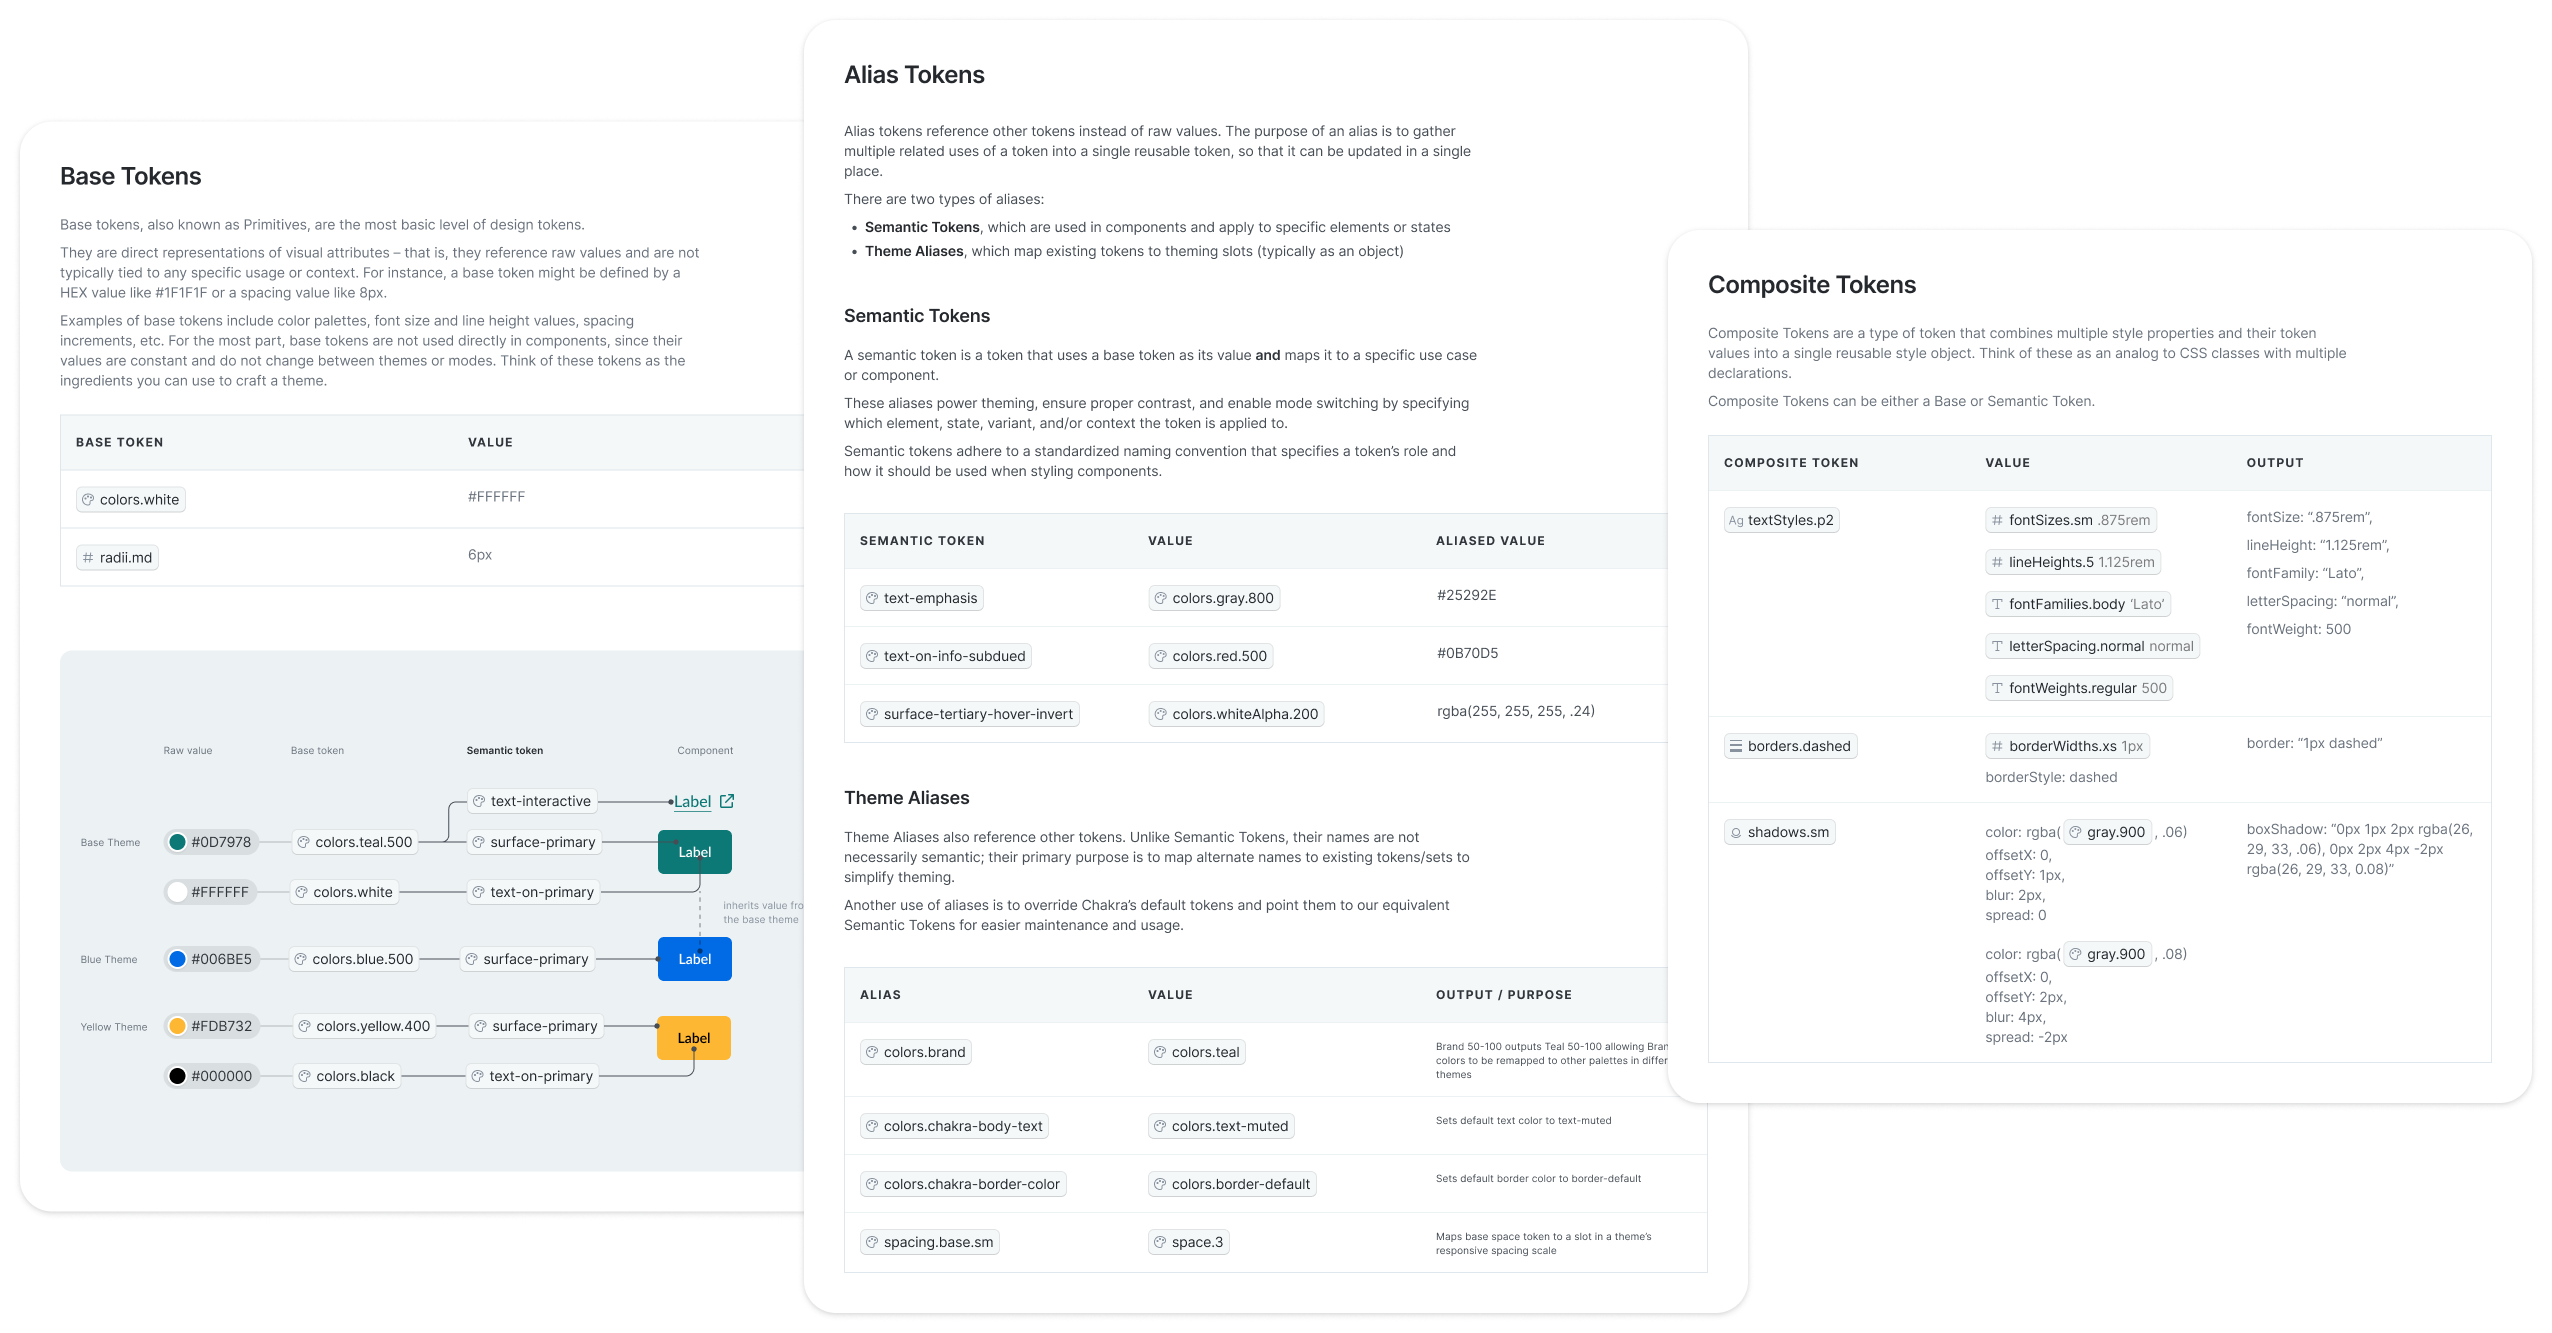 Base Tokens
Base tokens, also known as Primitives, are the most basic level of design tokens.
They are direct representations of visual attributes – that is, they reference raw values and are not
typically tied to any specific usage or context. For instance, a base token might be defined by a
HEX value like #1F1F1F or a spacing value like 8px.
Examples of base tokens include color palettes, font size and line height values, spacing
increments, etc. For the most part, base tokens are not used directly in components, since their
values are constant and do not change between themes or modes. Think of these tokens as the
ingredients you can use to craft a theme.
BASE TOKEN VALUE
colors.white #FFFFFF
radii.md 6px
Raw value Base token Semantic token Component
text-interactive Label
Base Theme #0D7978 colors.teal.500 surface-primary Label
#FFFFFF colors.white text-on-primary
inherits value fro
the base theme
Blue Theme #006BE5 colors.blue.500 surface-primary Label
Yellow Theme #FDB732 colors.yellow.400 surface-primary Label
#000000 colors.black text-on-primary
Alias Tokens
Alias tokens reference other tokens instead of raw values. The purpose of an alias is to gather
multiple related uses of a token into a single reusable token, so that it can be updated in a single
place.
There are two types of aliases:
• Semantic Tokens, which are used in components and apply to specific elements or states
• Theme Aliases, which map existing tokens to theming slots (typically as an object)
Semantic Tokens
A semantic token is a token that uses a base token as its value and maps it to a specific use case
or component.
These aliases power theming, ensure proper contrast, and enable mode switching by specifying
which element, state, variant, and/or context the token is applied to.
Semantic tokens adhere to a standardized naming convention that specifies a token’s role and
how it should be used when styling components.
SEMANTIC TOKEN VALUE ALIASED VALUE
text-emphasis colors.gray.800 #25292E
text-on-info-subdued colors.red.500 #0B70D5
surface-tertiary-hover-invert colors.whiteAlpha.200 rgba(255, 255, 255, .24)
Theme Aliases
Theme Aliases also reference other tokens. Unlike Semantic Tokens, their names are not
necessarily semantic; their primary purpose is to map alternate names to existing tokens/sets to
simplify theming.
Another use of aliases is to override Chakra’s default tokens and point them to our equivalent
Semantic Tokens for easier maintenance and usage.
ALIAS VALUE OUTPUT / PURPOSE
colors.brand colors.teal Brand 50-100 outputs Teal 50-100 allowing Bran
colors to be remapped to other palettes in differ
themes
colors.chakra-body-text colors.text-muted Sets default text color to text-muted
colors.chakra-border-color colors.border-default Sets default border color to border-default
spacing.base.sm space.3 Maps base space token to a slot in a theme’s
responsive spacing scale
Composite Tokens
Composite Tokens are a type of token that combines multiple style properties and their token
values into a single reusable style object. Think of these as an analog to CSS classes with multiple
declarations.
Composite Tokens can be either a Base or Semantic Token.
COMPOSITE TOKEN VALUE OUTPUT
Ag textStyles.p2 # fontSizes.sm .875rem fontSize: “.875rem”,
# lineHeights.5 1.125rem lineHeight: “1.125rem”,
T fontFamilies.body ‘Lato’ fontFamily: “Lato”,
T letterSpacing.normal normal letterSpacing: “normal”,
T fontWeights.regular 500 fontWeight: 500
borders.dashed # borderWidths.xs 1px border: “1px dashed”
borderStyle: dashed
shadows.sm color: rgba( gray.900 , .06) boxShadow: “0px 1px 2px rgba(26,
offsetX: 0, 29, 33, .06), 0px 2px 4px -2px
offsetY: 1px, rgba(26, 29, 33, 0.08)”
blur: 2px,
spread: 0
color: rgba( gray.900 , .08)
offsetX: 0,
offsetY: 2px,
blur: 4px,
spread: -2px